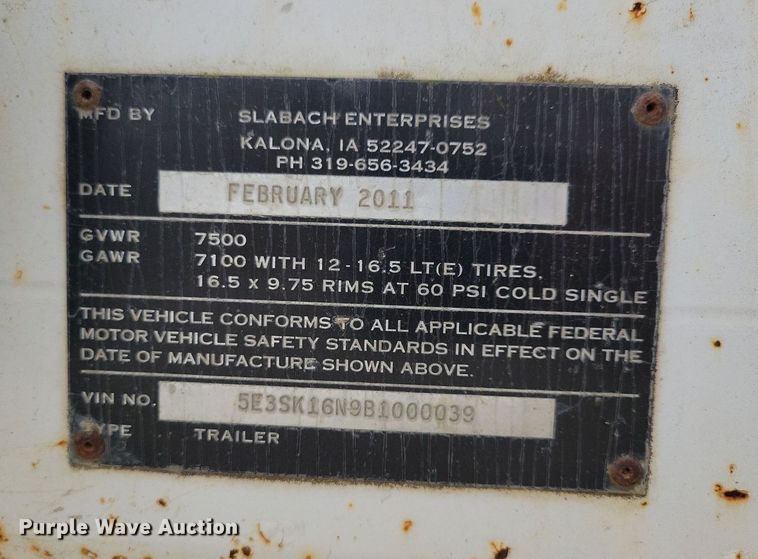 MFD BY SLABACH ENTERPRISES
KALONA, IA 52247-0752
PH 319-656-3434
DATE FEBRUARY 2011
GVWR 7500
GAWR 7100 WITH 12-16.5 LT(E) TIRES,
16.5 x 9.75 RIMS AT 60 PSI COLD SINGLE
THIS VEHICLE CONFORMS TO ALL APPLICABLE FEDERAL
MOTOR VEHICLE SAFETY STANDARDS IN EFFECT ON THE
DATE OF MANUFACTURE SHOWN ABOVE.
VIN NO. 5E3SK16N9B1000039
TYPE TRAILER
Purple Wave Auction